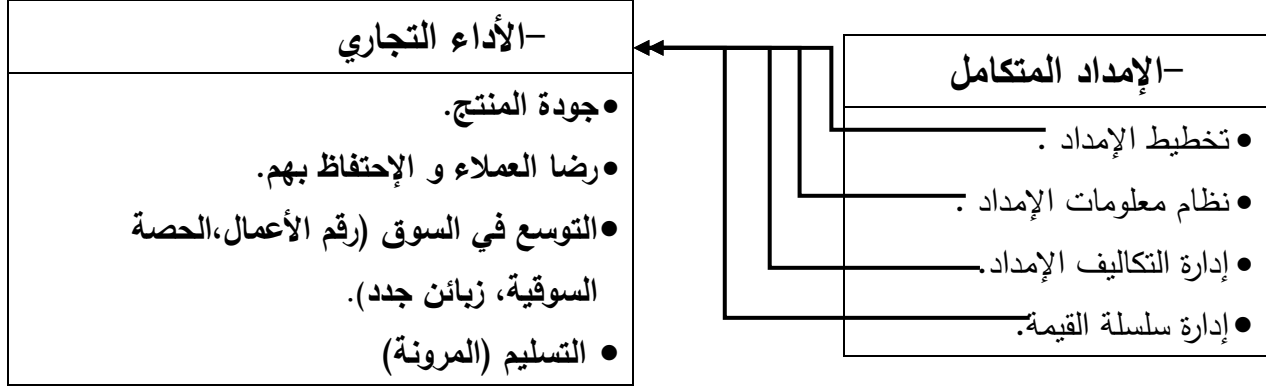 -الإمداد المتكامل
•تخطيط الإمداد .
•نظام معلومات الإمداد .
•إدارة التكاليف الإمداد.
•إدارة سلسلة القيمة.
-الأداء التجاري
•جودة المنتج.
•رضا العملاء و الإحتفاظ بهم.
•التوسع في السوق (رقم الأعمال،الحصة
السوقية، زبائن جدد).
• التسليم (المرونة)